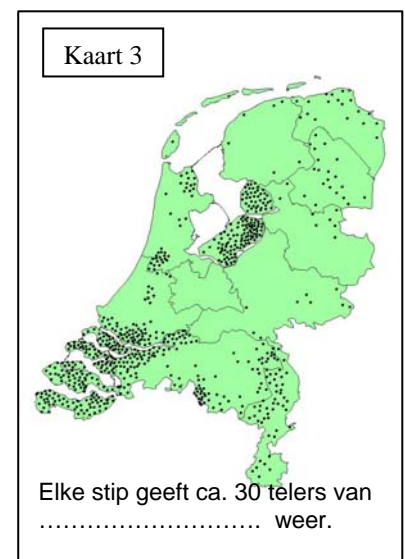 Kaart 3
Elke stip geeft ca. 30 telers van
………………………. weer.